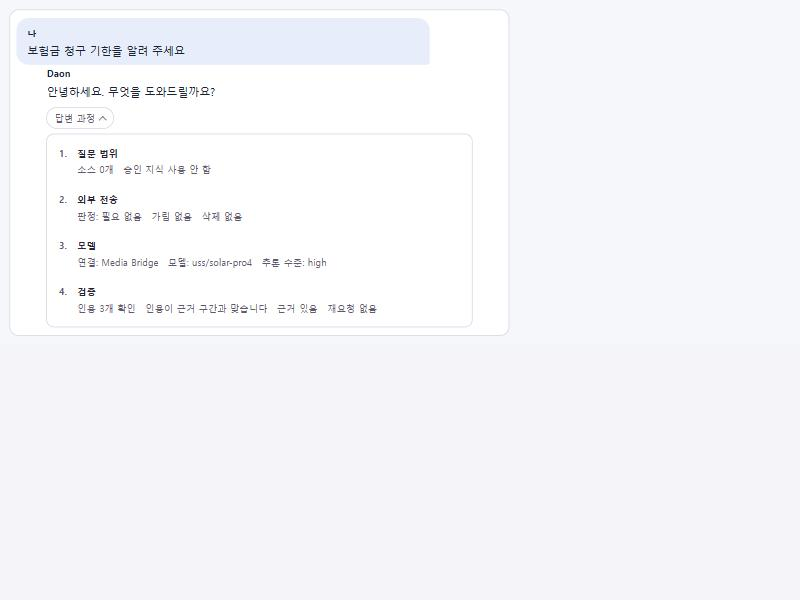 나
보험금 청구 기한을 알려 주세요
Daon
안녕하세요. 무엇을 도와드릴까요?
답변 과정
1. 질문 범위
소스 0개 승인 지식 사용 안 함
2. 외부 전송
판정: 필요 없음 가림 없음 삭제 없음
3. 모델
연결: Media Bridge 모델: uss/solar-pro4 추론 수준: high
4. 검증
인용 3개 확인 인용이 근거 구간과 맞습니다 근거 있음 재요청 없음